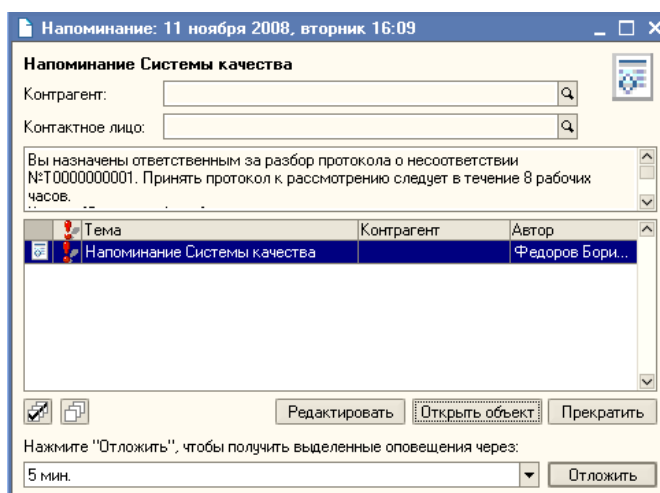 Напоминание: 11 ноября 2008, вторник 16:09
Напоминание Системы качества
Контрагент:
Контактное лицо:
Вы назначены ответственным за разбор протокола о несоответствии
№Т0000000001. Принять протокол к рассмотрению следует в течение 8 рабочих
часов.
Тема Контрагент Автор
Напоминание Системы качества Федоров Бори...
Редактировать Открыть объект Прекратить
Нажмите "Отложить", чтобы получить выделенные оповещения через:
5 мин. Отложить